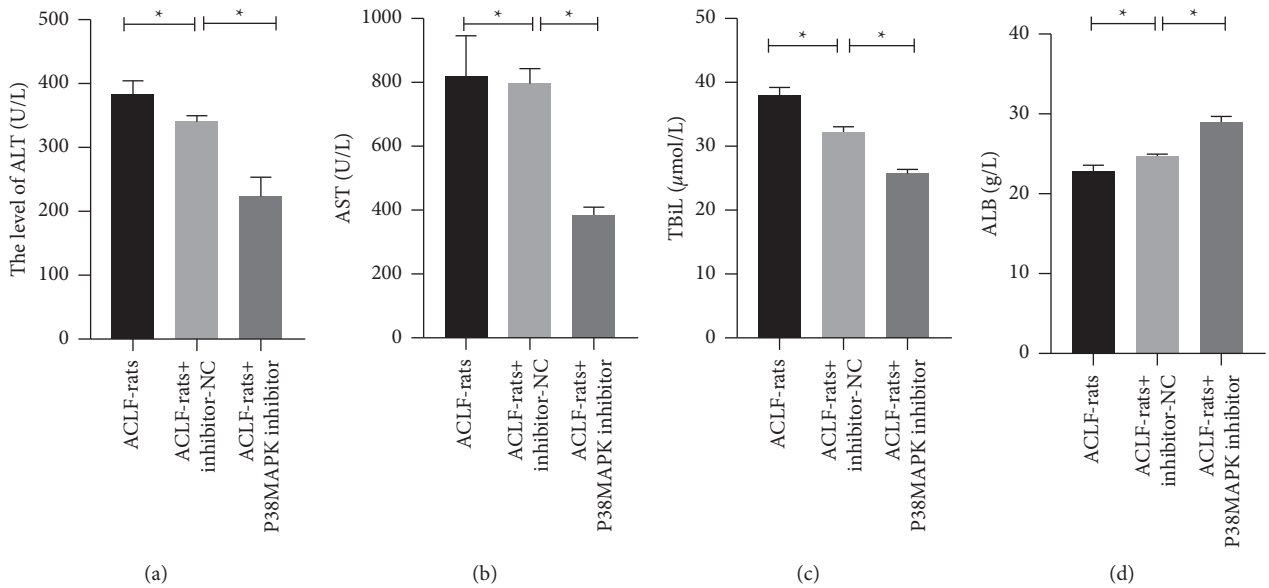 The level of ALT (U/L)
500
400
300
200
100
0
*
*
ACLF-rats
ACLF-rats+
inhibitor-NC
ACLF-rats+
P38MAPK inhibitor
(a)
AST (U/L)
1000
800
600
400
200
0
*
*
ACLF-rats
ACLF-rats+
inhibitor-NC
ACLF-rats+
P38MAPK inhibitor
(b)
TBiL (μmol/L)
50
40
30
20
10
0
*
*
ACLF-rats
ACLF-rats+
inhibitor-NC
ACLF-rats+
P38MAPK inhibitor
(c)
ALB (g/L)
40
30
20
10
0
*
*
ACLF-rats
ACLF-rats+
inhibitor-NC
ACLF-rats+
P38MAPK inhibitor
(d)